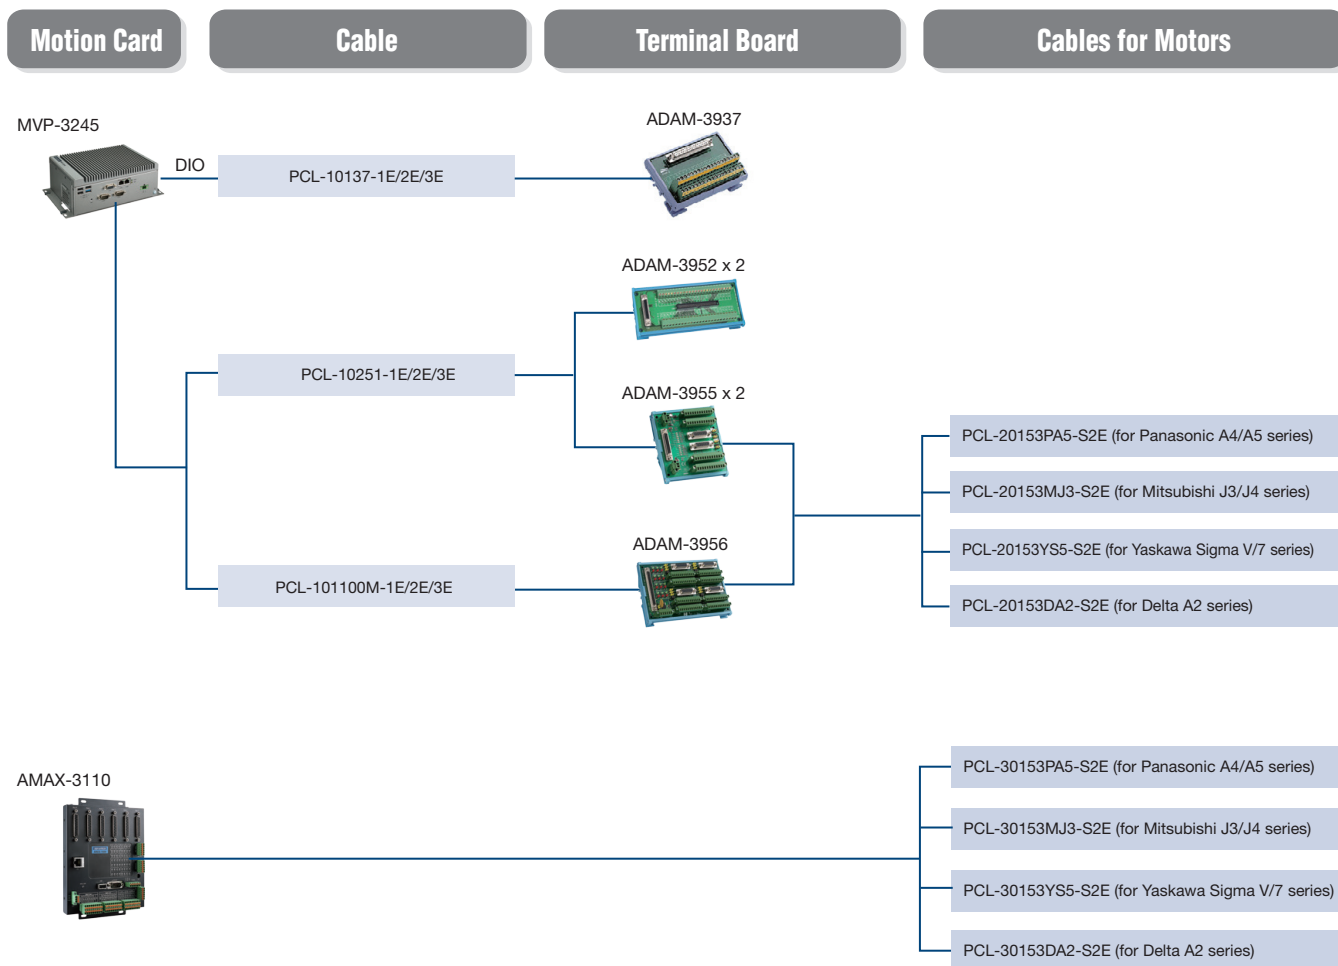 Motion Card
Cable
Terminal Board
Cables for Motors
MVP-3245
DIO
PCL-10137-1E/2E/3E
ADAM-3937
ADAM-3952 x 2
PCL-10251-1E/2E/3E
ADAM-3955 x 2
PCL-20153PA5-S2E (for Panasonic A4/A5 series)
PCL-20153MJ3-S2E (for Mitsubishi J3/J4 series)
PCL-20153YS5-S2E (for Yaskawa Sigma V/7 series)
PCL-20153DA2-S2E (for Delta A2 series)
ADAM-3956
PCL-101100M-1E/2E/3E
AMAX-3110
PCL-30153PA5-S2E (for Panasonic A4/A5 series)
PCL-30153MJ3-S2E (for Mitsubishi J3/J4 series)
PCL-30153YS5-S2E (for Yaskawa Sigma V/7 series)
PCL-30153DA2-S2E (for Delta A2 series)